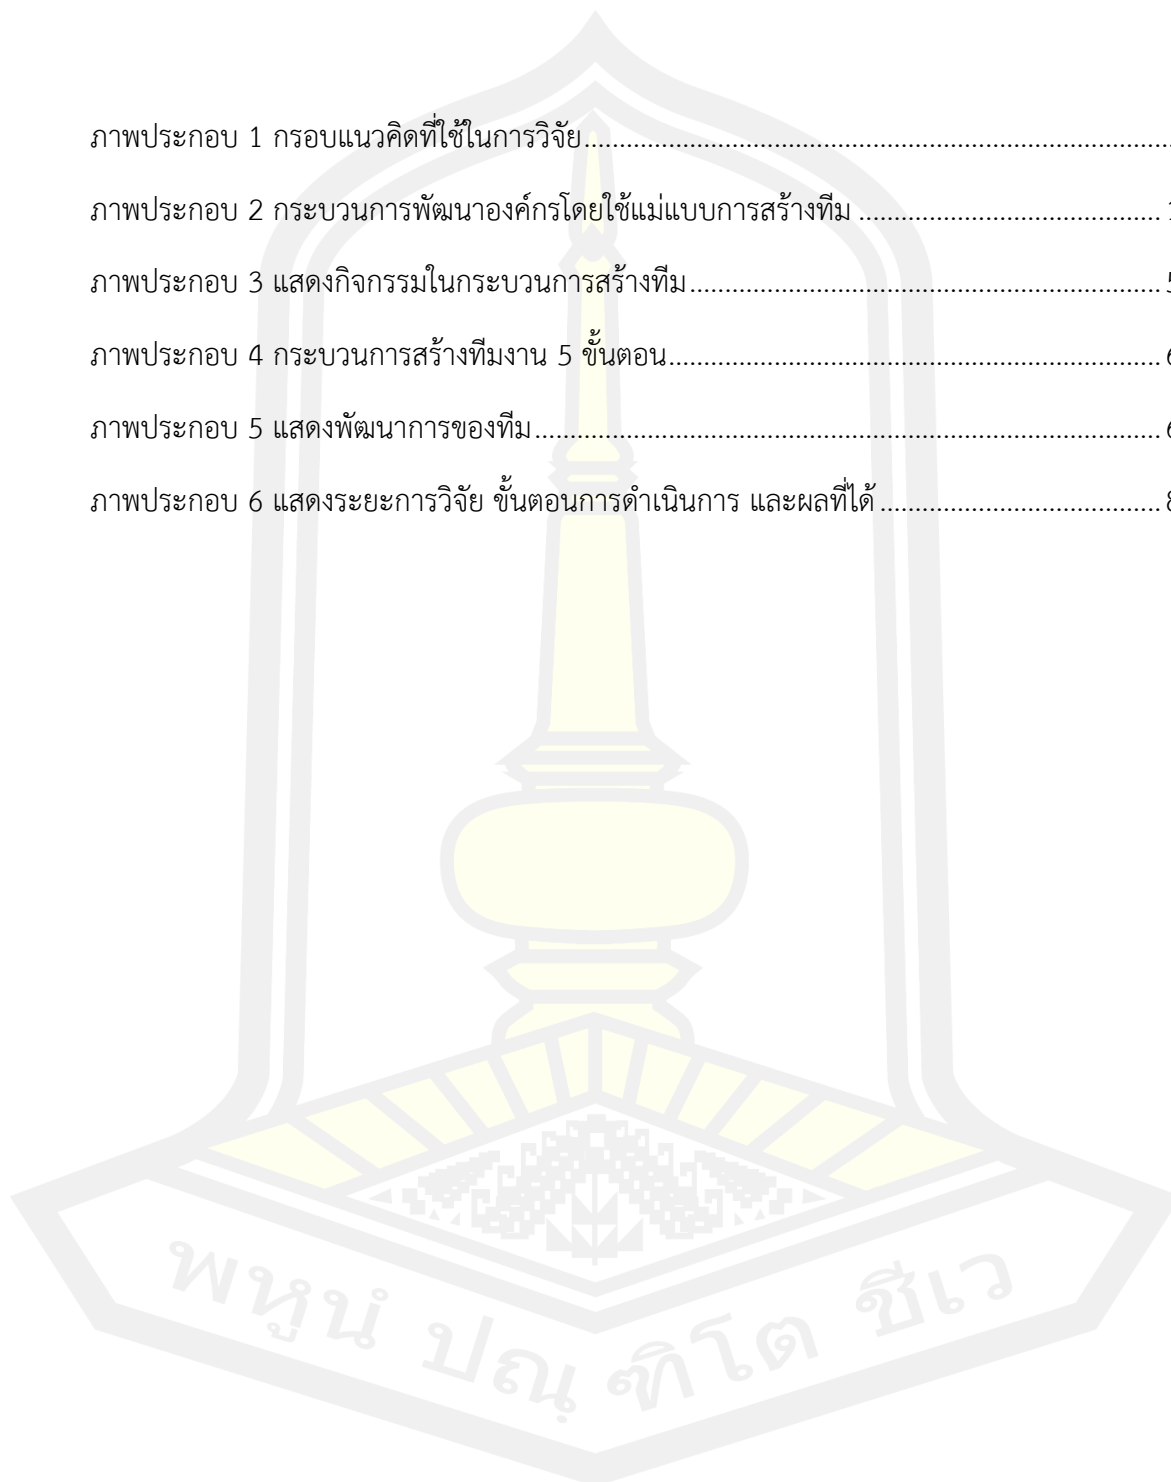 ภาพประกอบ 1 กรอบแนวคิดที่ใช้ในการวิจัย..............................................................................
ภาพประกอบ 2 กระบวนการพัฒนาองค์กรโดยใช้แม่แบบการสร้างทีม ........................................
ภาพประกอบ 3 แสดงกิจกรรมในกระบวนการสร้างทีม............................................................... 5
ภาพประกอบ 4 กระบวนการสร้างทีมงาน 5 ขั้นตอน.................................................................. 6
ภาพประกอบ 5 แสดงพัฒนาการของทีม..................................................................................... 6
ภาพประกอบ 6 แสดงระยะการวิจัย ขั้นตอนการดำเนินการ และผลที่ได้ ..................................... 8
พหูนํ ปณฺฑิโต ชีเว